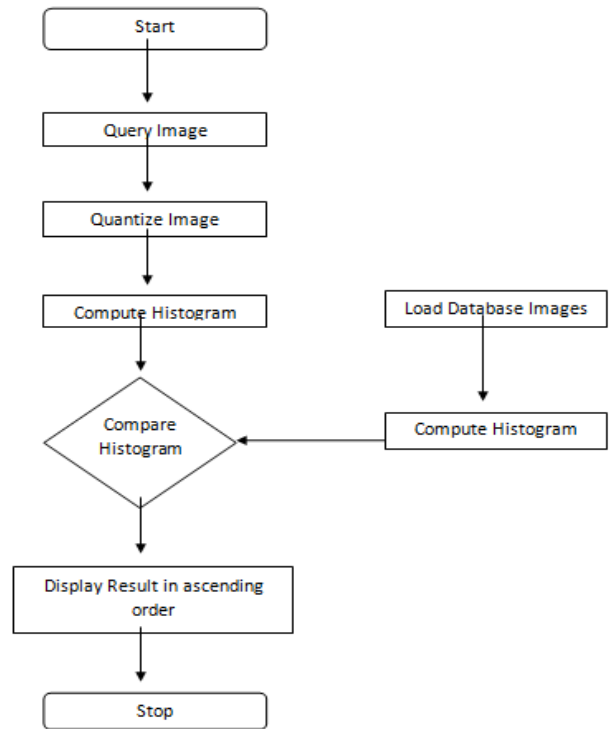 Start
Query Image
Quantize Image
Compute Histogram
Load Database Images
Compare
Histogram
Compute Histogram
Display Result in ascending
order
Stop